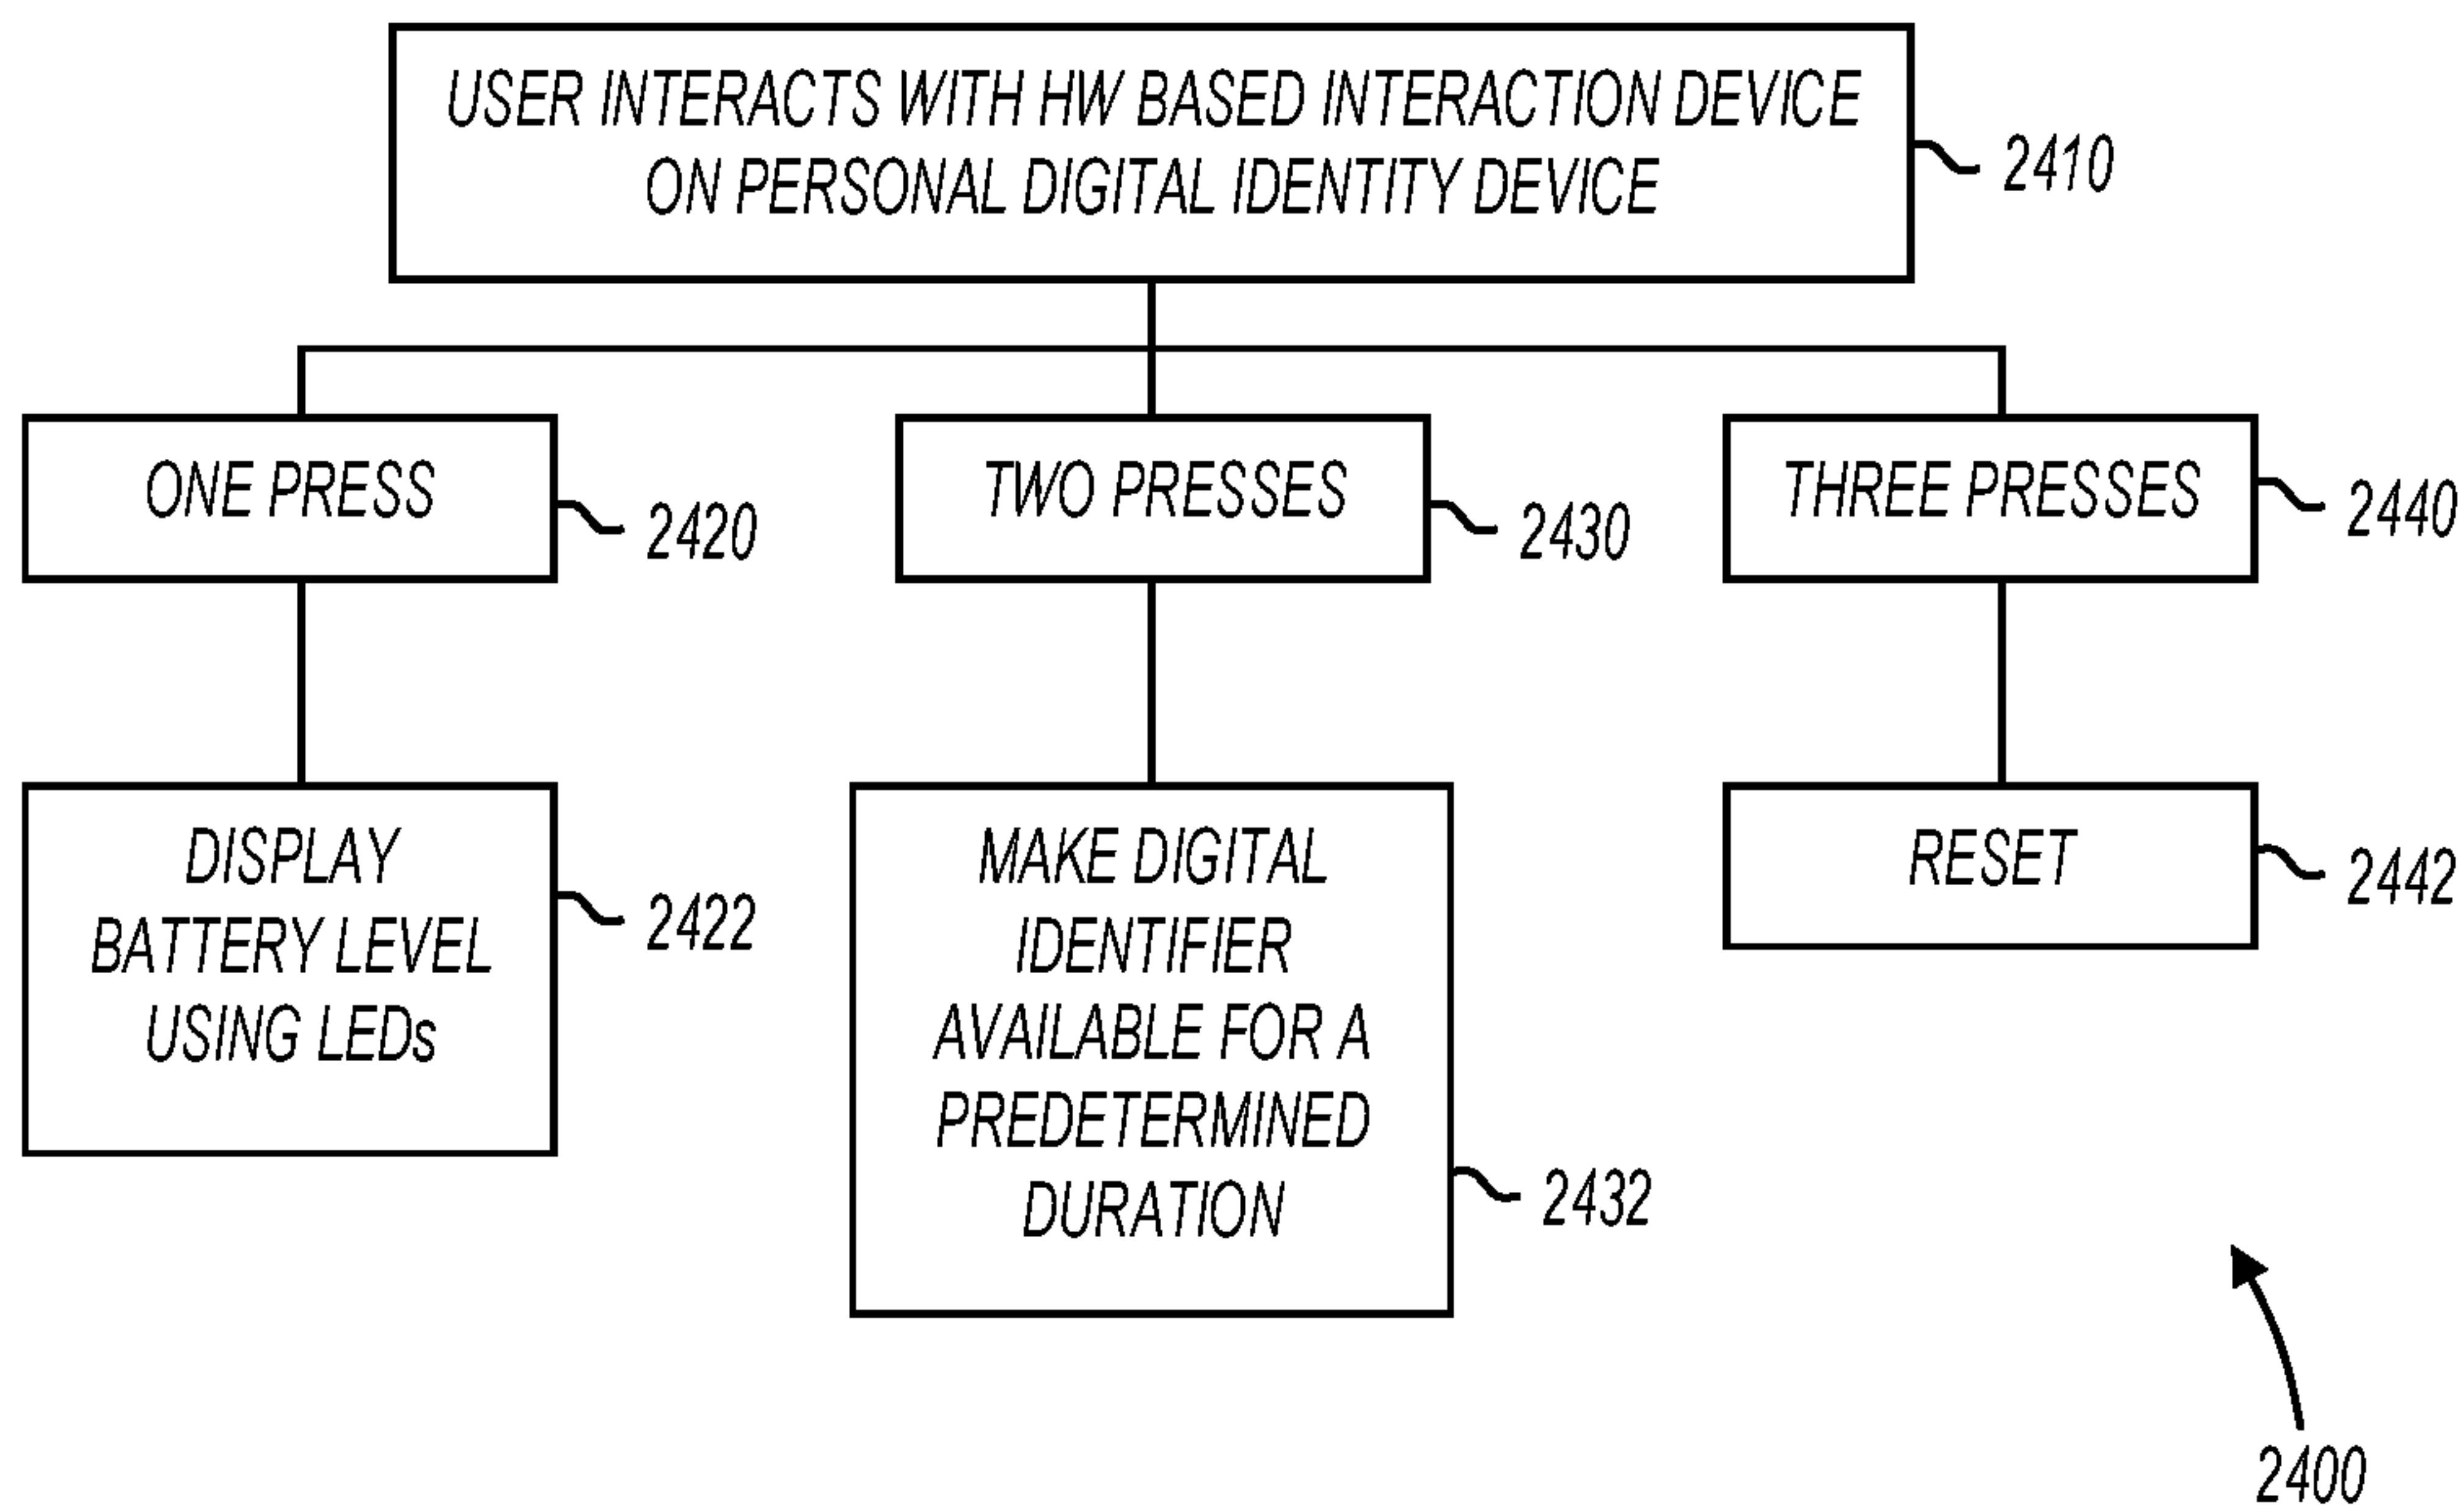 USER INTERACTS WITH HW BASED INTERACTION DEVICE
ON PERSONAL DIGITAL IDENTITY DEVICE
2410
ONE PRESS
2420
TWO PRESSES
2430
THREE PRESSES
2440
DISPLAY
BATTERY LEVEL
USING LEDs
2422
MAKE DIGITAL
IDENTIFIER
AVAILABLE FOR A
PREDETERMINED
DURATION
2432
RESET
2442
2400